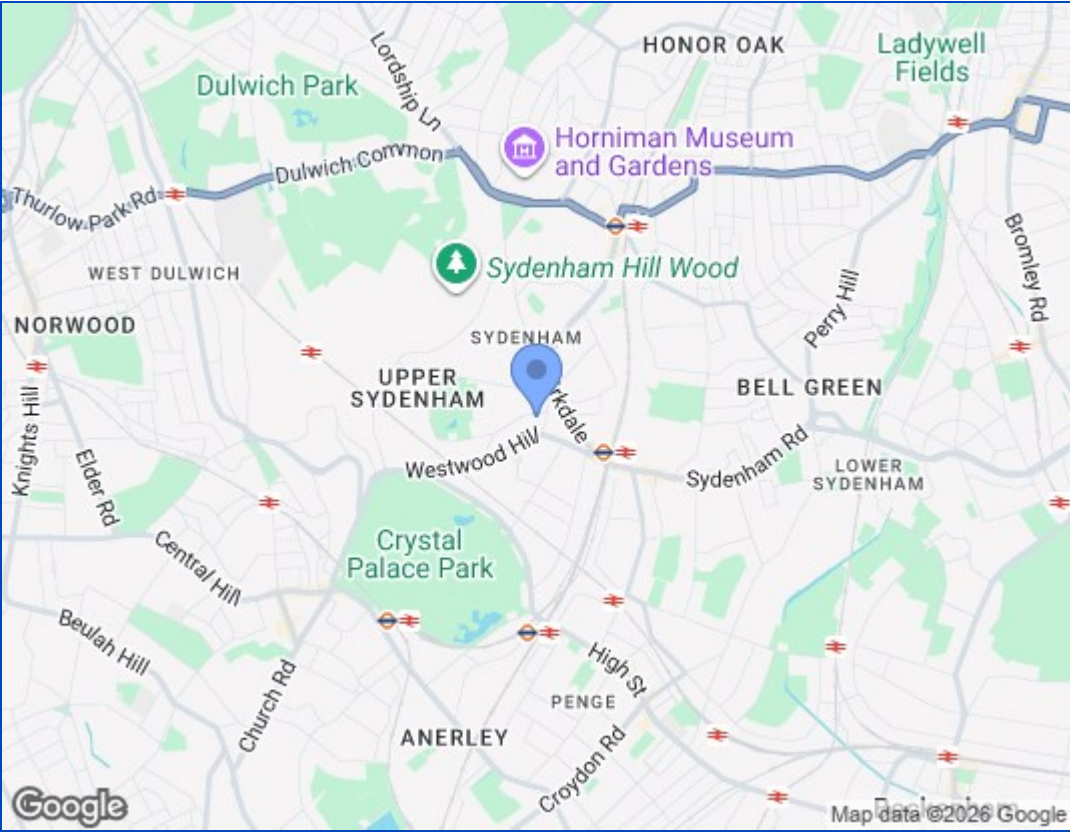 HONOR OAK
Ladywell
Fields
Lordship Ln
Dulwich Park
Horniman Museum
and Gardens
Dulwich Common
Thurlow Park Rd
Bromley Rd
WEST DULWICH
Sydenham Hill Wood
Perry Hill
NORWOOD
SYDENHAM
UPPER
SYDENHAM
BELL GREEN
rkdale
Knights Hill
Westwood Hill
Sydenham Rd
Elder Rd
LOWER
SYDENHAM
Crystal
Palace Park
Central Hill
Beulah Hill
High St
Church Rd
PENGE
ANERLEY
Croydon Rd
Google
Map data ©2026 Google